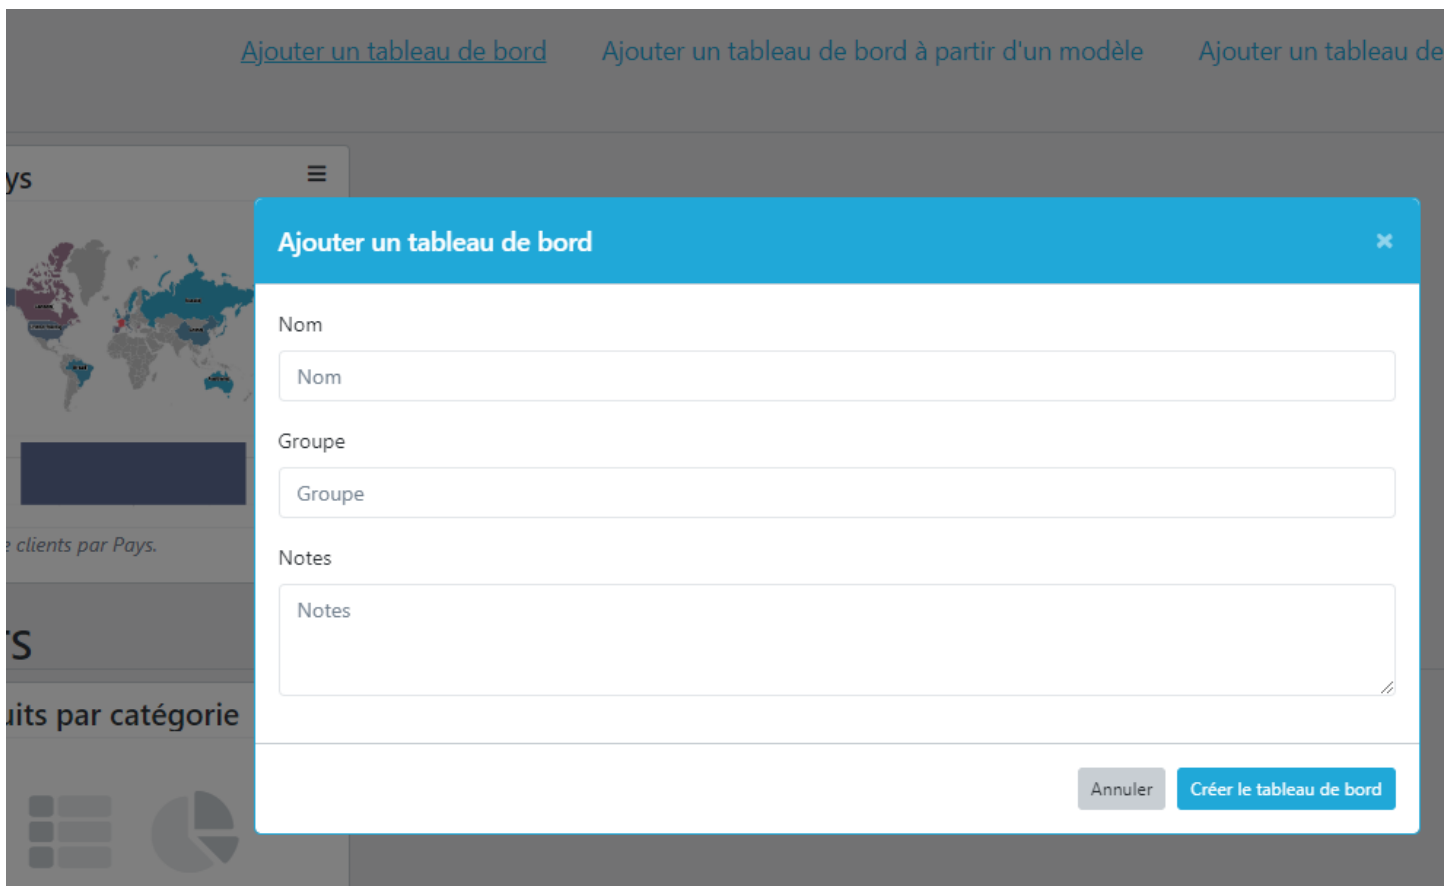 Ajouter un tableau de bord
Ajouter un tableau de bord à partir d'un modèle
Ajouter un tableau de
ys
Ajouter un tableau de bord
Nom
Nom
Groupe
Groupe
clients par Pays.
Notes
Notes
uits par catégorie
Annuler
Créer le tableau de bord